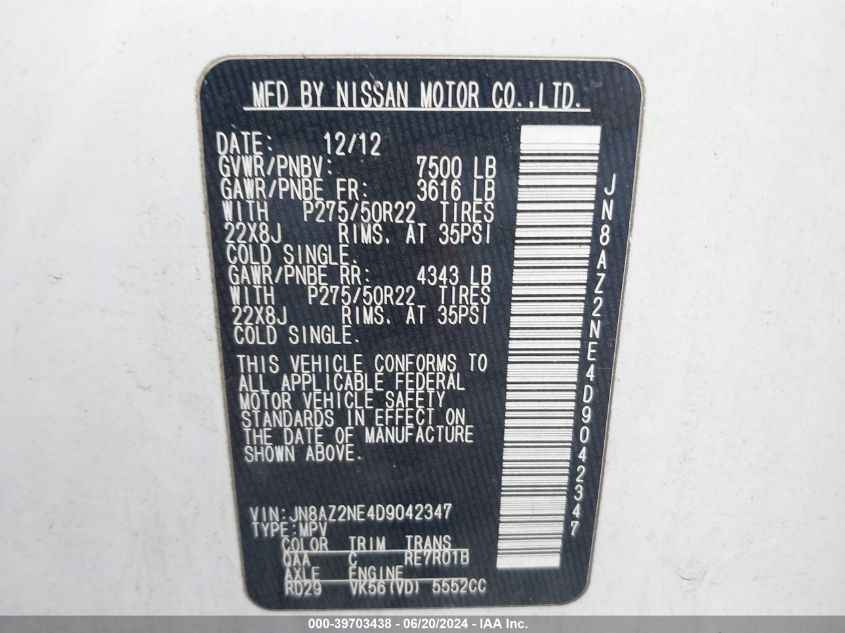 MFD BY NISSAN MOTOR CO.,LTD.
DATE: 12/12
GVWR/PNBV: 7500 LB
GAWR/PNBE FR: 3616 LB
WITH P275/50R22 TIRES
22X8J RIMS. AT 35PSI
COLD SINGLE.
GAWR/PNBE RR: 4343 LB
WITH P275/50R22 TIRES
22X8J RIMS. AT 35PSI
COLD SINGLE.
THIS VEHICLE CONFORMS TO
ALL APPLICABLE FEDERAL
MOTOR VEHICLE SAFETY
STANDARDS IN EFFECT ON
THE DATE OF MANUFACTURE
SHOWN ABOVE.
VIN:JN8AZ2NE4D9042347
TYPE:MPV
COLOR TRIM TRANS
QAA C RE7R01B
AXLE ENGINE
RD29 VK56(VD) 5552CC
JN8AZ2NE4D9042347
000-39703438 - 06/20/2024 - IAA Inc.